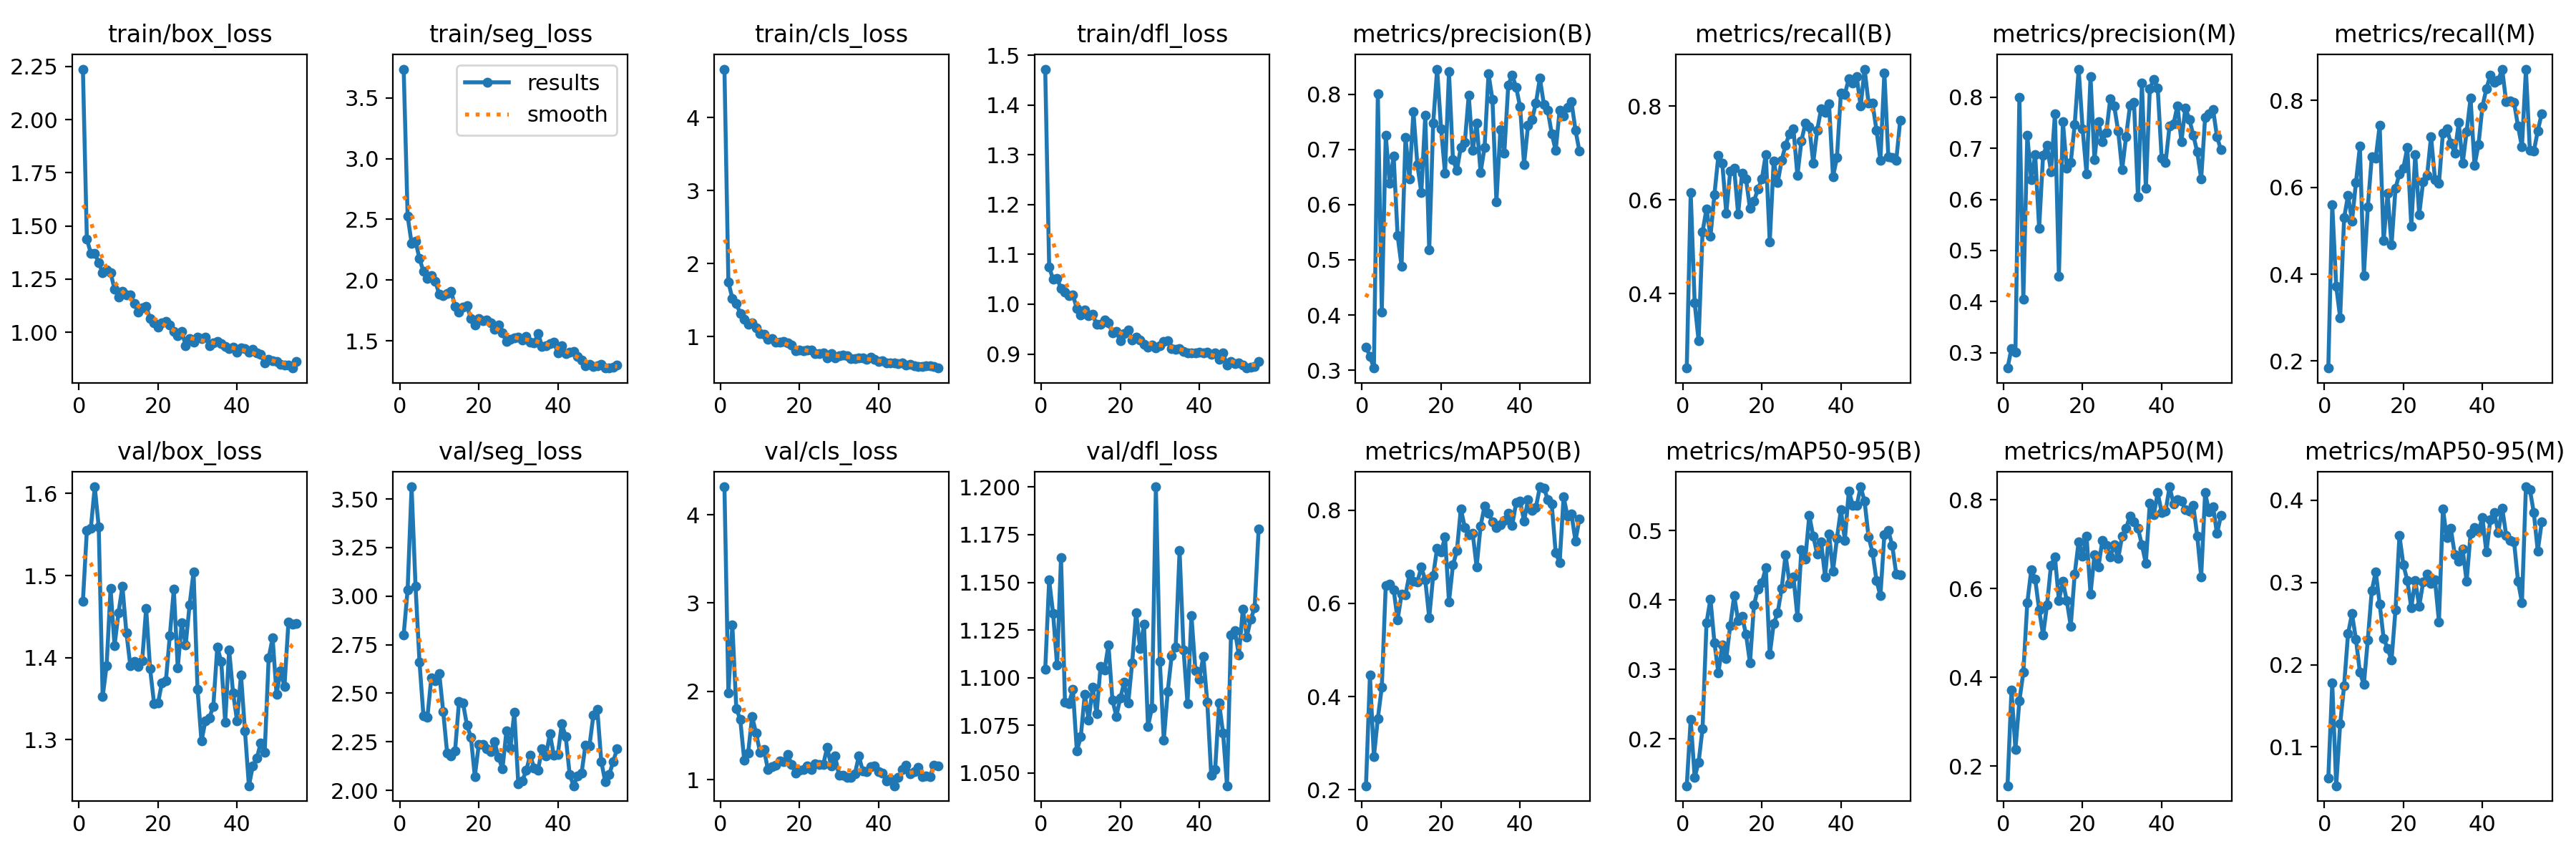 train/box_loss
train/seg_loss
train/cls_loss
train/dfl_loss
metrics/precision(B)
metrics/recall(B)
metrics/precision(M)
metrics/recall(M)
2.25
2.00
1.75
1.50
1.25
1.00
0 20 40
results
smooth
3.5
3.0
2.5
2.0
1.5
0 20 40
4
3
2
1
0 20 40
1.5
1.4
1.3
1.2
1.1
1.0
0.9
0 20 40
0.8
0.7
0.6
0.5
0.4
0.3
0 20 40
0.8
0.6
0.4
0 20 40
0.8
0.7
0.6
0.5
0.4
0.3
0 20 40
0.8
0.6
0.4
0.2
0 20 40
val/box_loss
val/seg_loss
val/cls_loss
val/dfl_loss
metrics/mAP50(B)
metrics/mAP50-95(B)
metrics/mAP50(M)
metrics/mAP50-95(M)
1.6
1.5
1.4
1.3
0 20 40
3.50
3.25
3.00
2.75
2.50
2.25
2.00
0 20 40
4
3
2
1
0 20 40
1.200
1.175
1.150
1.125
1.100
1.075
1.050
0 20 40
0.8
0.6
0.4
0.2
0 20 40
0.5
0.4
0.3
0.2
0 20 40
0.8
0.6
0.4
0.2
0 20 40
0.4
0.3
0.2
0.1
0 20 40